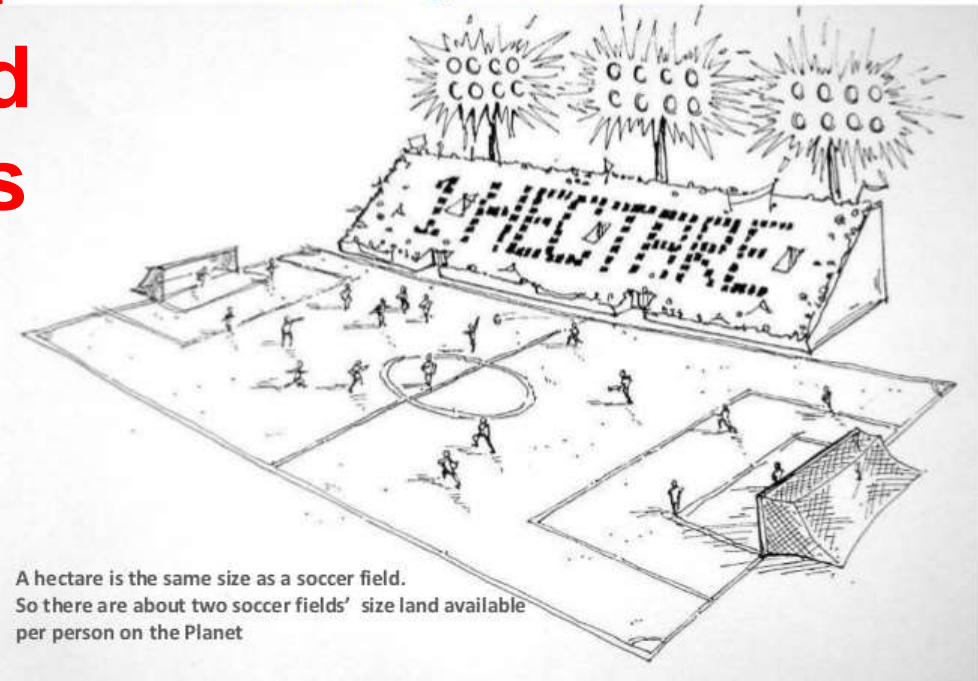 d
s
1 HECTARE
A hectare is the same size as a soccer field.
So there are about two soccer fields’ size land available
per person on the Planet